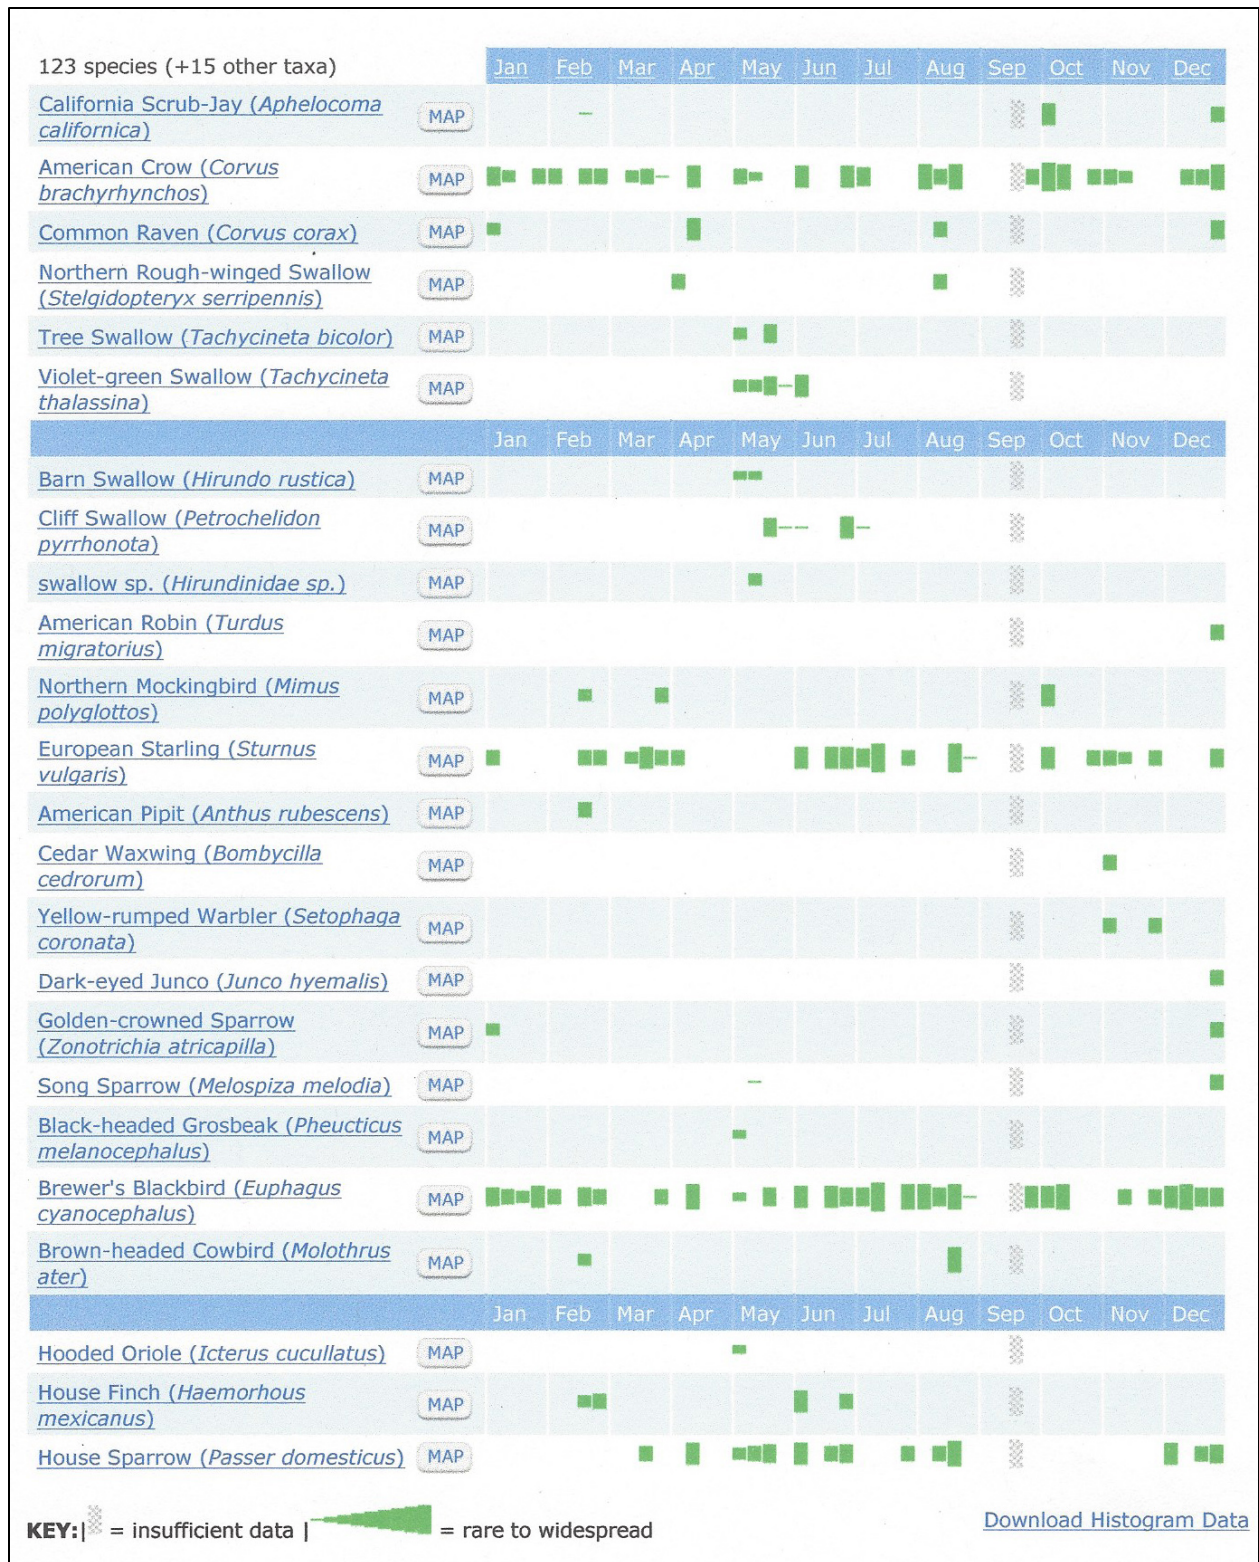 123 species (+15 other taxa) Jan Feb Mar Apr May Jun Jul Aug Sep Oct Nov Dec
California Scrub-Jay (Aphelocoma
californica) MAP
American Crow (Corvus
brachyrhynchos) MAP
Common Raven (Corvus corax) MAP
Northern Rough-winged Swallow
(Stelgidopteryx serripennis) MAP
Tree Swallow (Tachycineta bicolor) MAP
Violet-green Swallow (Tachycineta
thalassina) MAP
Jan Feb Mar Apr May Jun Jul Aug Sep Oct Nov Dec
Barn Swallow (Hirundo rustica) MAP
Cliff Swallow (Petrochelidon
pyrrhonota) MAP
swallow sp. (Hirundinidae sp.) MAP
American Robin (Turdus
migratorius) MAP
Northern Mockingbird (Mimus
polyglottos) MAP
European Starling (Sturnus
vulgaris) MAP
American Pipit (Anthus rubescens) MAP
Cedar Waxwing (Bombycilla
cedrorum) MAP
Yellow-rumped Warbler (Setophaga
coronata) MAP
Dark-eyed Junco (Junco hyemalis) MAP
Golden-crowned Sparrow
(Zonotrichia atricapilla) MAP
Song Sparrow (Melospiza melodia) MAP
Black-headed Grosbeak (Pheucticus
melanocephalus) MAP
Brewer's Blackbird (Euphagus
cyanocephalus) MAP
Brown-headed Cowbird (Molothrus
ater) MAP
Jan Feb Mar Apr May Jun Jul Aug Sep Oct Nov Dec
Hooded Oriole (Icterus cucullatus) MAP
House Finch (Haemorhous
mexicanus) MAP
House Sparrow (Passer domesticus) MAP
KEY:| = insufficient data | = rare to widespread
Download Histogram Data